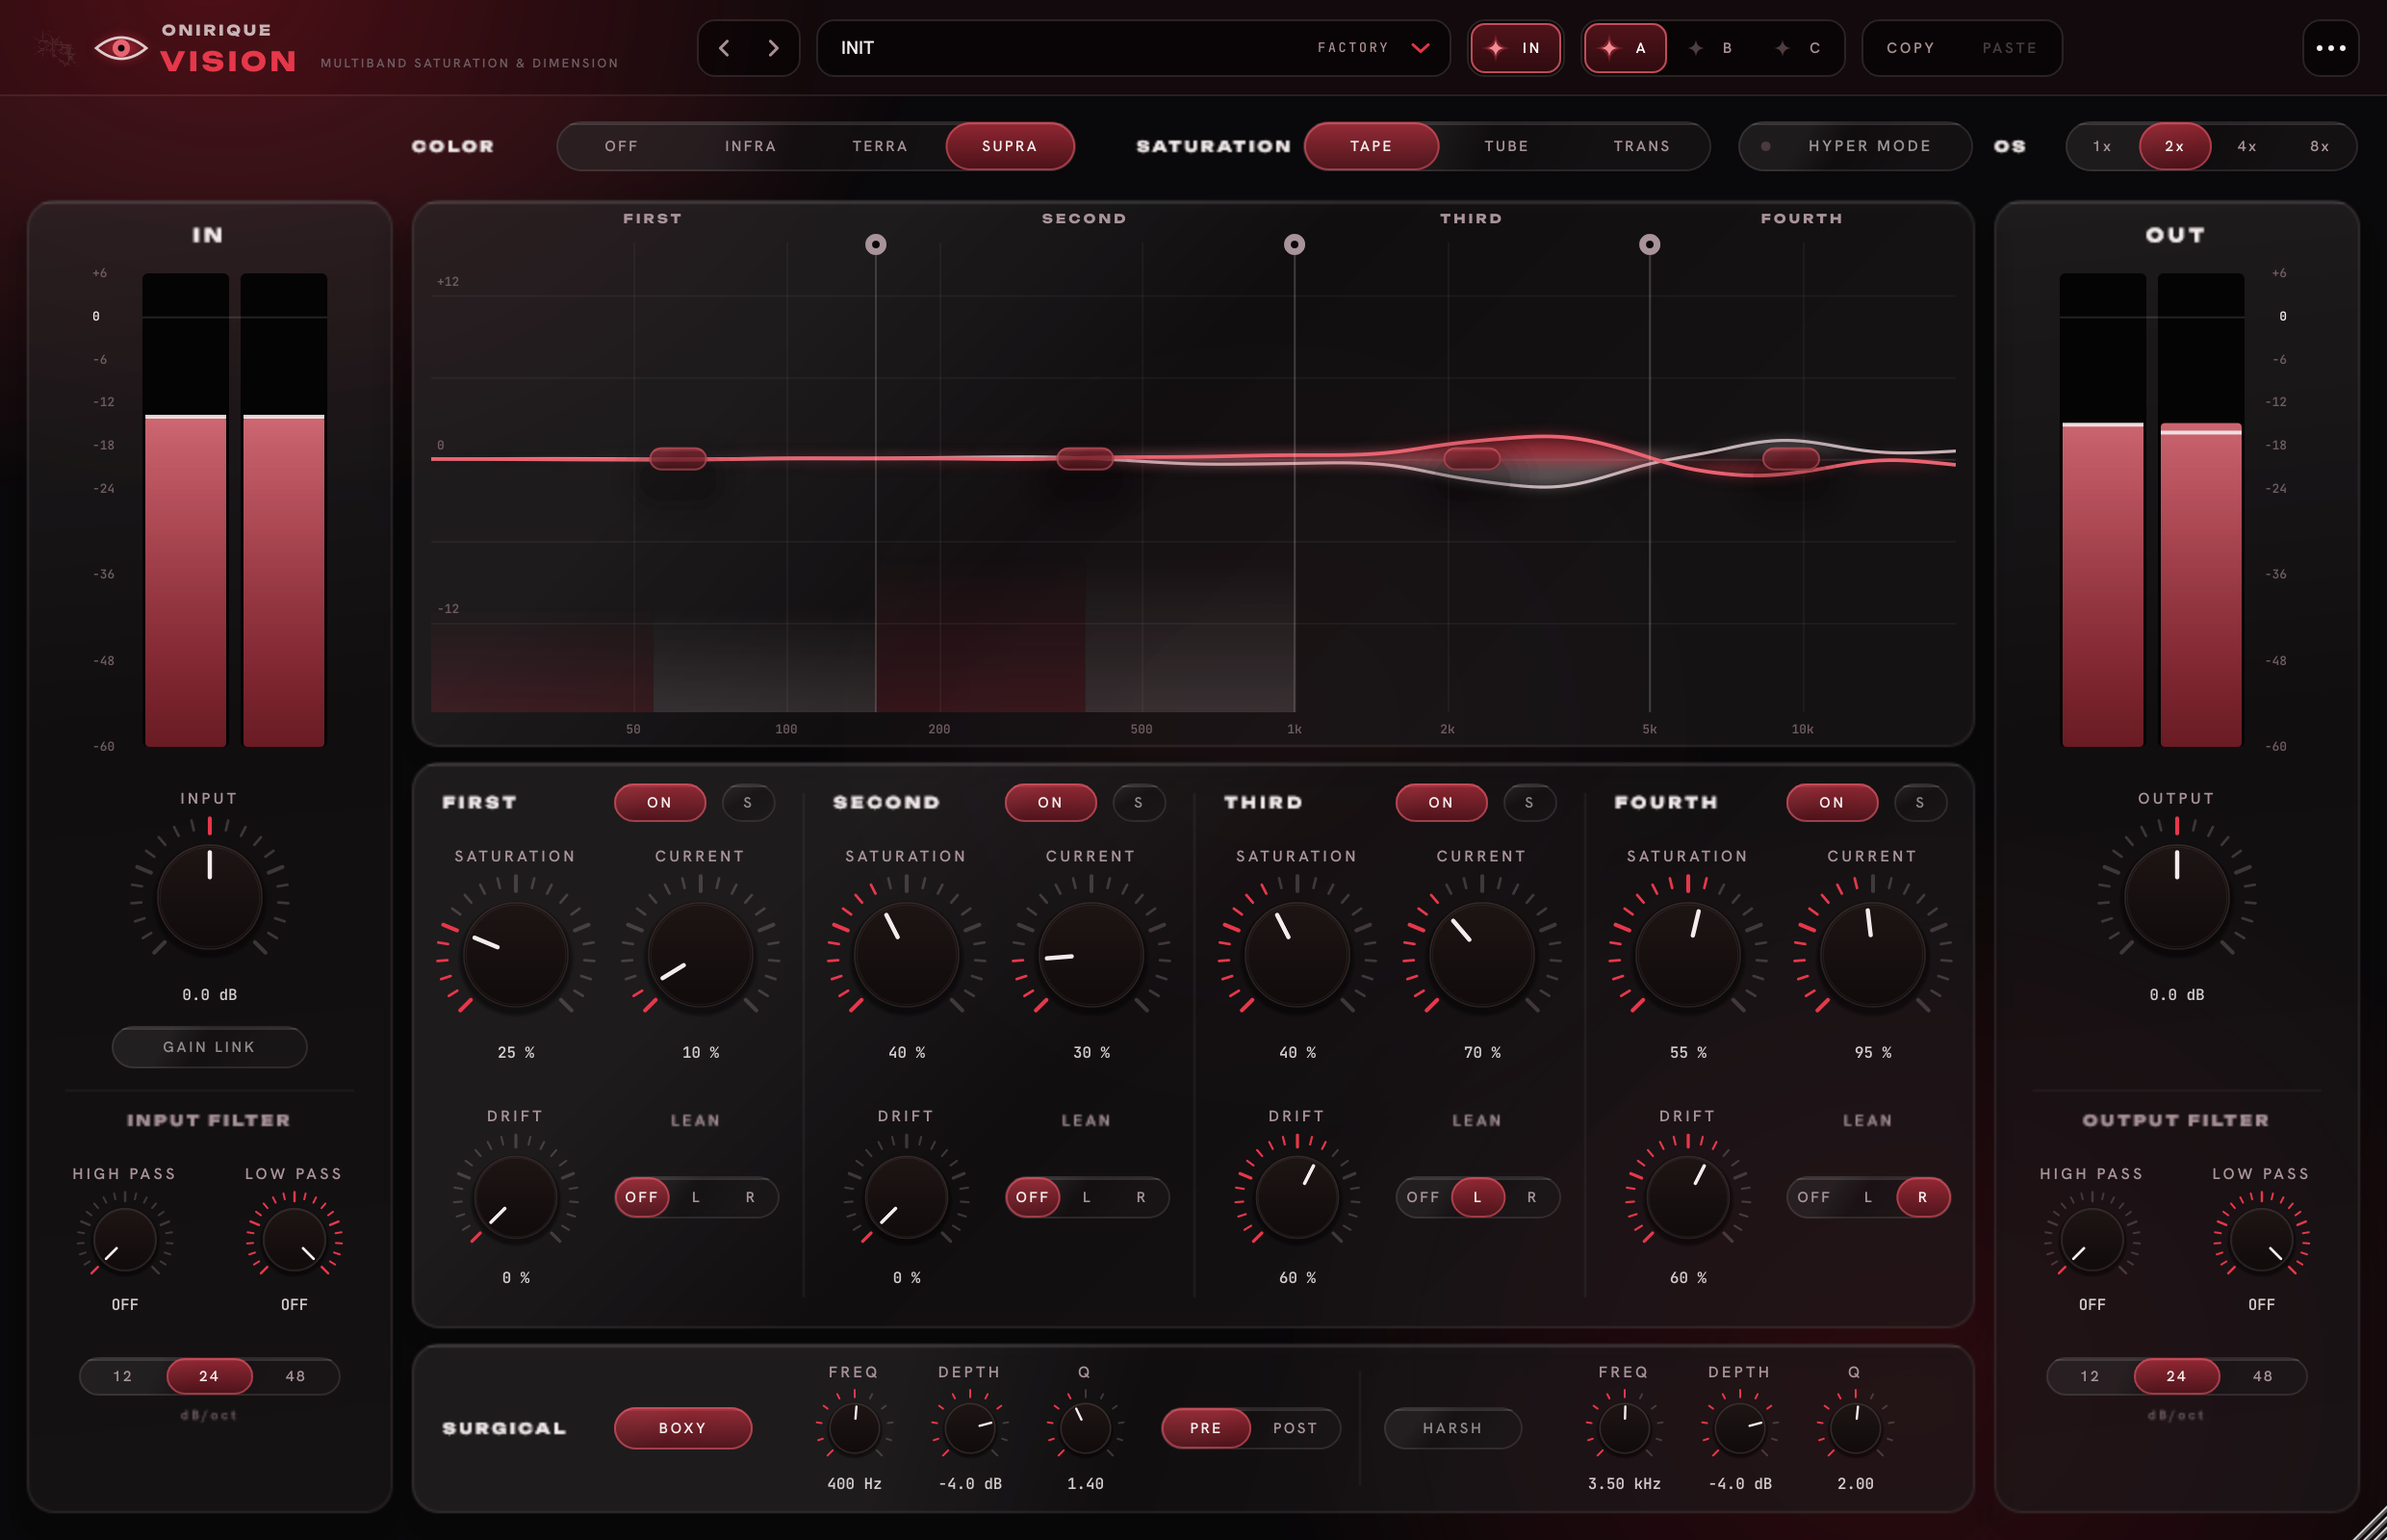 ONIRIQUE
VISION
MULTIBAND SATURATION & DIMENSION
INIT FACTORY
IN
A B C
COPY PASTE
COLOR OFF INFRA TERRA SUPRA
SATURATION TAPE TUBE TRANS
HYPER MODE
OS 1x 2x 4x 8x
IN
+6
0
-6
-12
-18
-24
-36
-48
-60
INPUT
0.0 dB
GAIN LINK
INPUT FILTER
HIGH PASS LOW PASS
OFF OFF
12 24 48
dB/oct
FIRST SECOND THIRD FOURTH
+12
0
-12
50 100 200 500 1k 2k 5k 10k
FIRST ON S
SATURATION CURRENT
25 % 10 %
DRIFT LEAN
OFF L R
0 %
SECOND ON S
SATURATION CURRENT
40 % 30 %
DRIFT LEAN
OFF L R
0 %
THIRD ON S
SATURATION CURRENT
40 % 70 %
DRIFT LEAN
OFF L R
60 %
FOURTH ON S
SATURATION CURRENT
55 % 95 %
DRIFT LEAN
OFF L R
60 %
SURGICAL BOXY
FREQ DEPTH Q
400 Hz -4.0 dB 1.40
PRE POST
HARSH
FREQ DEPTH Q
3.50 kHz -4.0 dB 2.00
OUT
+6
0
-6
-12
-18
-24
-36
-48
-60
OUTPUT
0.0 dB
OUTPUT FILTER
HIGH PASS LOW PASS
OFF OFF
12 24 48
dB/oct